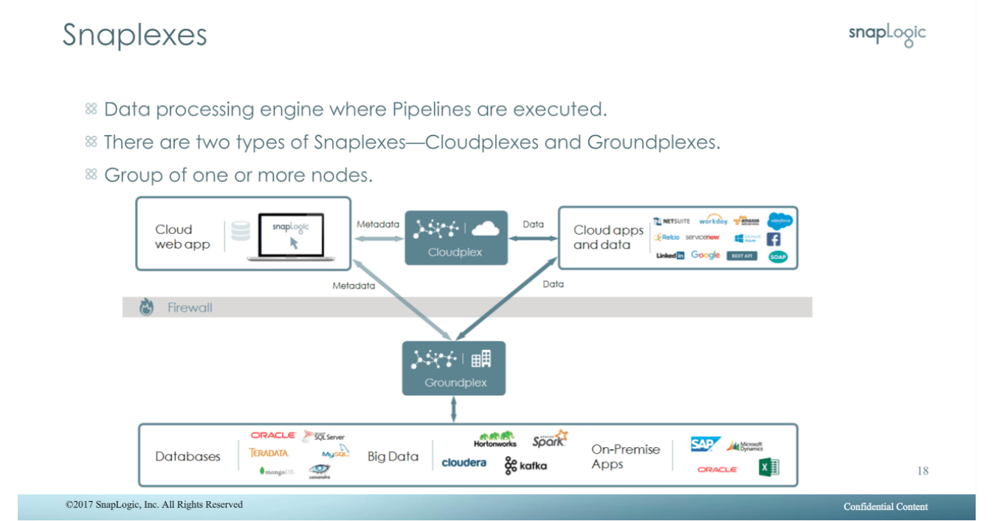 Snaplexes
snapLogic
Data processing engine where Pipelines are executed.
There are two types of Snaplexes—Cloudplexes and Groundplexes.
Group of one or more nodes.
Cloud
web app
snapLogic
Metadata
Cloudplex
Data
Cloud apps
and data
NETSUITE workday amazon web services salesforce
Reltio servicenow Microsoft Azure
LinkedIn Google REST API SOAP
Metadata
Data
Firewall
Groundplex
Databases
ORACLE SQL Server
TERADATA MySQL
mongoDB cassandra
Big Data
Hortonworks APACHE Spark
cloudera kafka
On-Premise
Apps
SAP Microsoft Dynamics
ORACLE X
18
©2017 SnapLogic, Inc. All Rights Reserved
Confidential Content